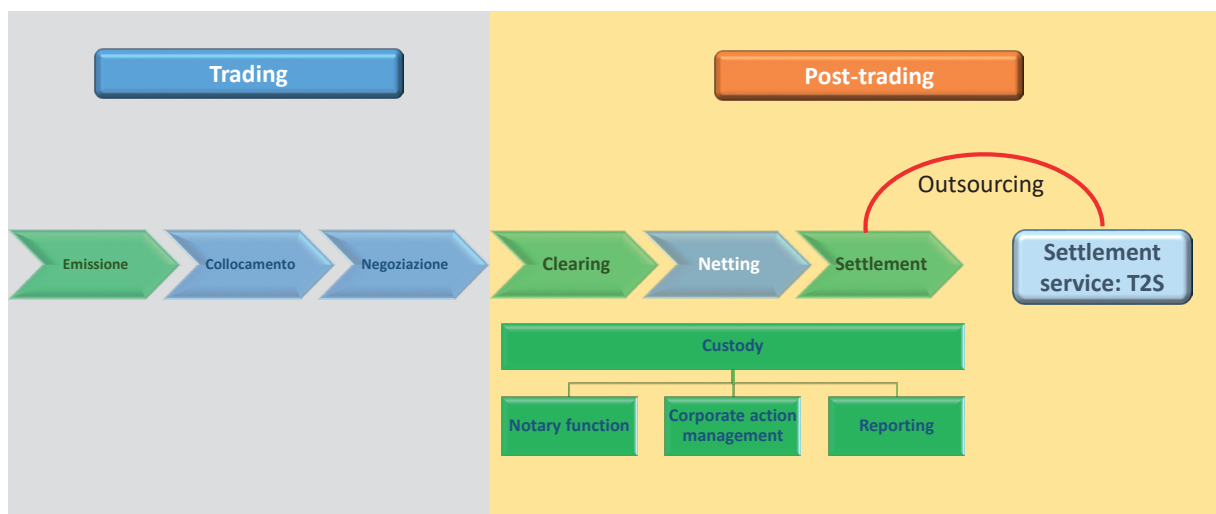 Trading
Post-trading
Outsourcing
Emissione
Collocamento
Negoziazione
Clearing
Netting
Settlement
Settlement
service: T2S
Custody
Notary function
Corporate action
management
Reporting